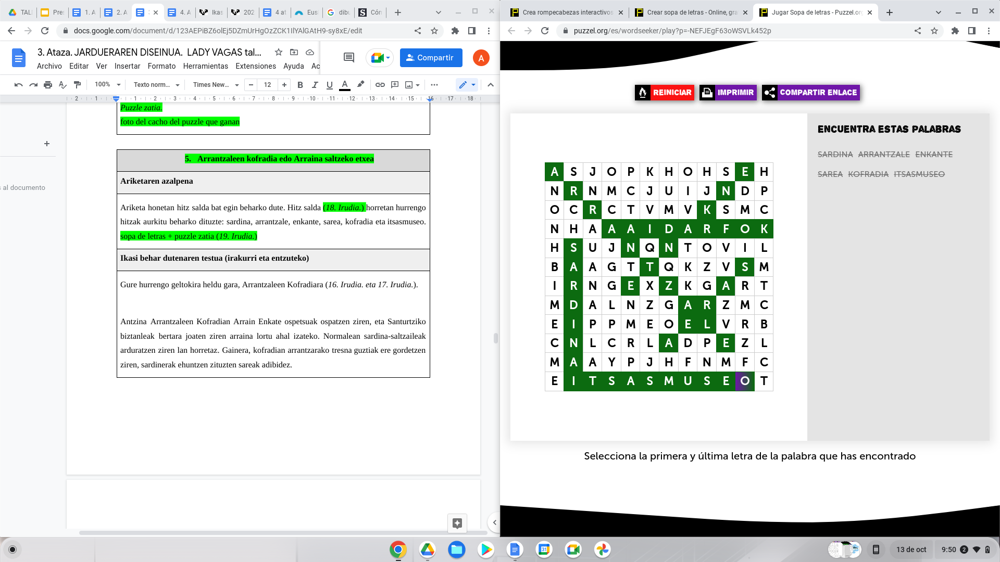 TALI
Pres
1. A
2. A
4. A
Ikas
202
4 at
Eusk
dibu
Cón
docs.google.com/document/d/123AEPiBZ6olEj5DZmUrHgOzZCK1IlYAlGAtH9-sy8xE/edit
3. Ataza. JARDUERAREN DISEINUA. LADY VAGAS tal...
Archivo Editar Ver Insertar Formato Herramientas Extensiones Ayuda Ac
Compartir
A
100% Texto norm... Times New... 12
2 1 1 2 3 4 5 6 7 8 9 10 11 12 13 14 15 16 17 18
s al documento
Puzzle zatia.
foto del cacho del puzzle que ganan
5. Arrantzaleen kofradia edo Arraina saltzeko etxea
Ariketaren azalpena
Ariketa honetan hitz salda bat egin beharko dute. Hitz salda (18. Irudia.) horretan hurrengo
hitzak aurkitu beharko dituzte: sardina, arrantzale, enkante, sarea, kofradia eta itsasmuseo.
sopa de letras + puzzle zatia (19. Irudia.)
Ikasi behar dutenaren testua (irakurri eta entzuteko)
Gure hurrengo geltokira heldu gara, Arrantzaleen Kofradiara (16. Irudia. eta 17. Irudia.).
Antzina Arrantzaleen Kofradian Arrain Enkate ospetsuak ospatzen ziren, eta Santurtziko
biztanleak bertara joaten ziren arraina lortu ahal izateko. Normalean sardina-saltzaileak
arduratzen ziren lan horretaz. Gainera, kofradian arrantzarako tresna guztiak ere gordetzen
ziren, sardinerak ehuntzen zituzten sareak adibidez.
Crea rompecabezas interactivos
Crear sopa de letras - Online, gra
Jugar Sopa de letras - Puzzel.org
puzzel.org/es/wordseeker/play?p=-NEFJEgF63oWSVLk452p
REINICIAR IMPRIMIR COMPARTIR ENLACE
A S J O P K H O H S E H
N R N M C J U I J N D P
O C R C T V M V K S M C
N H A A A I D A R F O K
H S U J N Q N T O V I L
B A A G T T Q K Z V S M
I R N G E X Z K G A R T
M D A L N Z G A R Z M C
E I P P M E O E L V R B
C N L C R L A D P E Z L
M A A Y P J H F N M F C
E I T S A S M U S E O T
ENCUENTRA ESTAS PALABRAS
SARDINA ARRANTZALE ENKANTE
SAREA KOFRADIA ITSASMUSEO
Selecciona la primera y última letra de la palabra que has encontrado
31
13 de oct
9:50 2